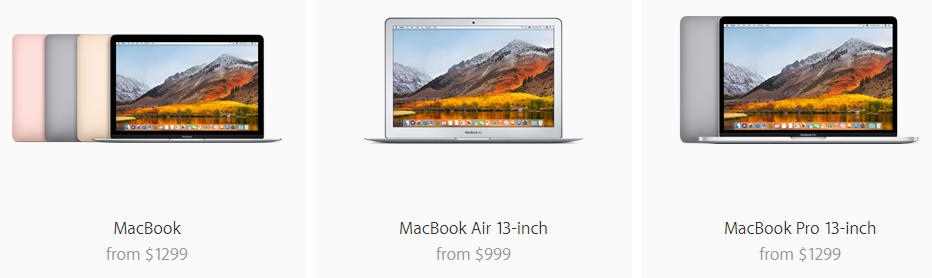 MacBook
from $1299
MacBook Air 13-inch
from $999
MacBook Pro 13-inch
from $1299